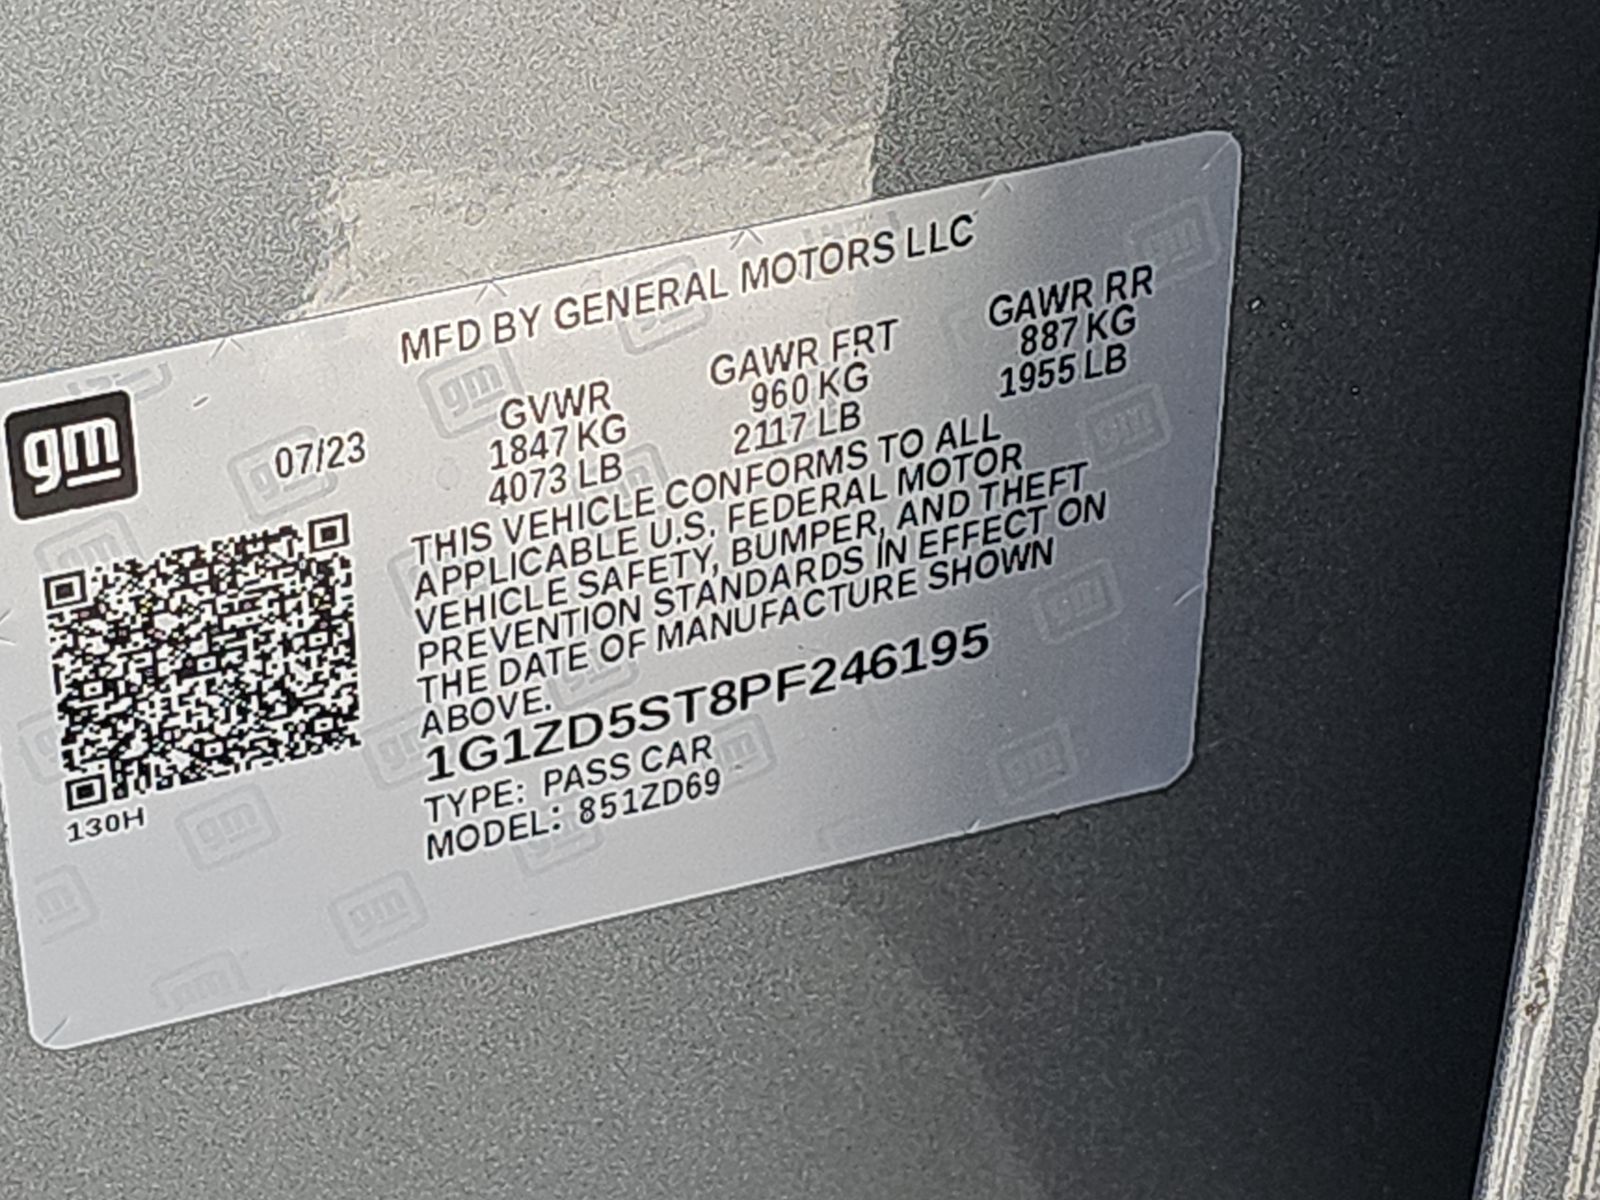 MFD BY GENERAL MOTORS LLC
gm
07/23
GVWR GAWR FRT GAWR RR
1847 KG 960 KG 887 KG
4073 LB 2117 LB 1955 LB
THIS VEHICLE CONFORMS TO ALL
APPLICABLE U.S. FEDERAL MOTOR
VEHICLE SAFETY, BUMPER, AND THEFT
PREVENTION STANDARDS IN EFFECT ON
THE DATE OF MANUFACTURE SHOWN
ABOVE.
1G1ZD5ST8PF246195
TYPE: PASS CAR
MODEL: 851ZD69
130H